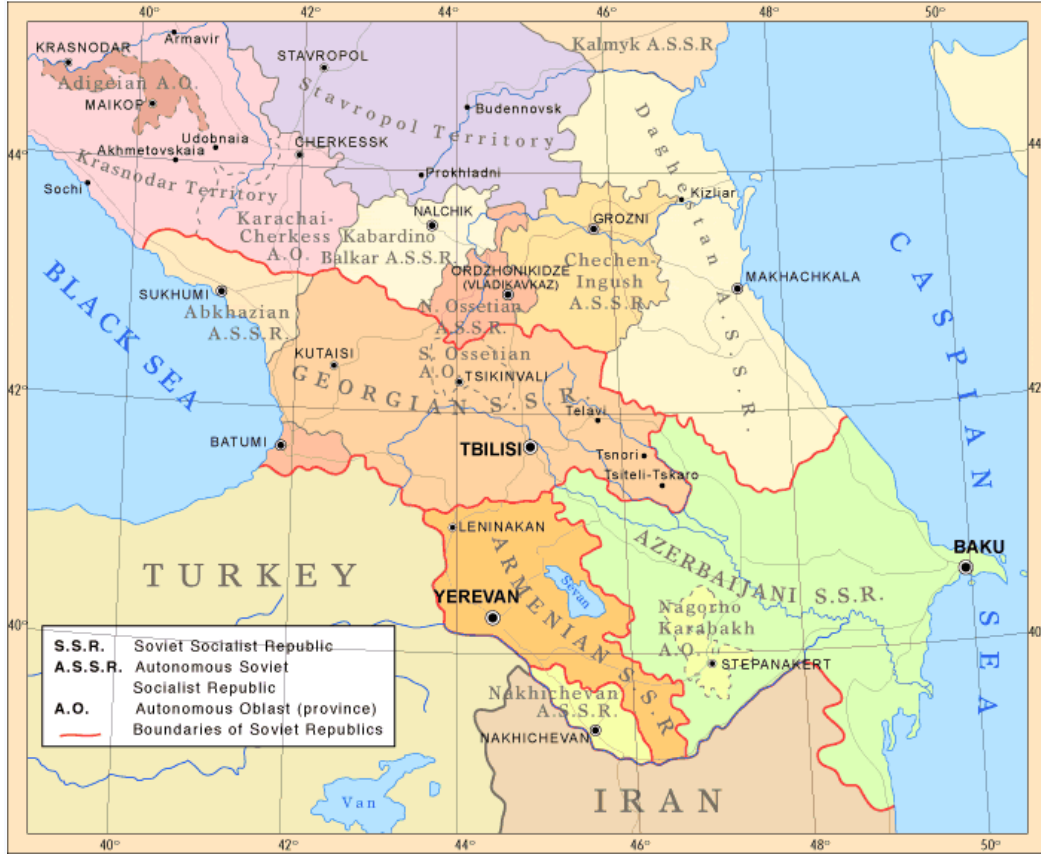 40°
42°
44°
46°
48°
50°
KRASNODAR
Armavir
STAVROPOL
Kalmyk A.S.S.R.
Adigeian A.O.
MAIKOP
Stavropol Territory
Budennovsk
Daghestan A.S.S.R.
44°
Udobnaia
CHERKESSK
Akhmetovskaia
44°
Krasnodar Territory
Prokhladni
Sochi
Kizliar
NALCHIK
GROZNI
Karachai-
Cherkess
A.O.
Kabardino
Balkar A.S.S.R.
ORDZHONIKIDZE
(VLADIKAVKAZ)
Chechen-
Ingush
A.S.S.R.
MAKHACHKALA
CASPIAN SEA
BLACK SEA
SUKHUMI
Abkhazian
A.S.S.R.
N. Ossetian
A.S.S.R.
KUTAISI
S. Ossetian
A.O.
TSIKINVALI
42°
42°
GEORGIAN S.S.R.
Telavi
BATUMI
TBILISI
Tsnori
Tsiteli-Tskaro
LENINAKAN
ARMENIAN S.S.R
AZERBAIJANI S.S.R.
BAKU
TURKEY
Sevan
YEREVAN
Nagorno
Karabakh
A.O.
40°
40°
STEPANAKERT
S.S.R. Soviet Socialist Republic
A.S.S.R. Autonomous Soviet
Socialist Republic
A.O. Autonomous Oblast (province)
Boundaries of Soviet Republics
Nakhichevan
A.S.S.R.
NAKHICHEVAN
Van
IRAN
40°
42°
44°
46°
48°
50°